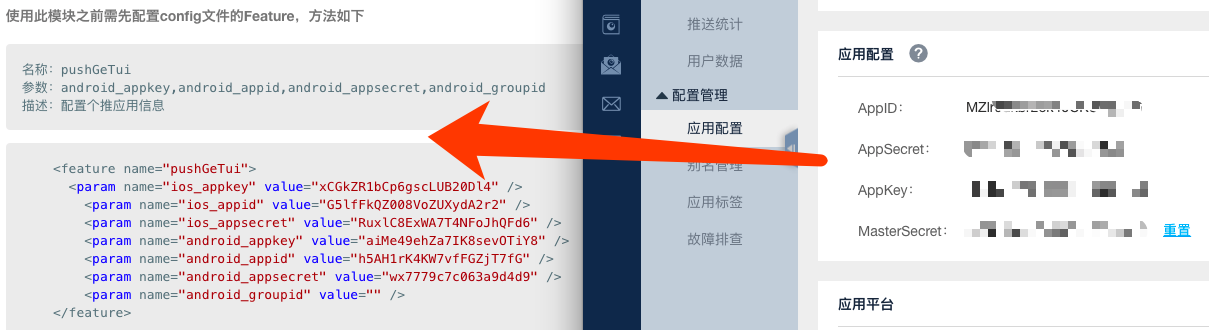 使用此模块之前需先配置config文件的Feature，方法如下
名称：pushGeTui
参数：android_appkey,android_appid,android_appsecret,android_groupid
描述：配置个推应用信息
<feature name="pushGeTui">
<param name="ios_appkey" value="xCGkZR1bCp6gscLUB20Dl4" />
<param name="ios_appid" value="G5lfFkQZ008VoZUXydA2r2" />
<param name="ios_appsecret" value="RuxlC8ExWA7T4NFoJhQFd6" />
<param name="android_appkey" value="aiMe49ehZa7IK8sevOTiY8" />
<param name="android_appid" value="h5AH1rK4KW7vfFGZjT7fG" />
<param name="android_appsecret" value="wx7779c7c063a9d4d9" />
<param name="android_groupid" value="" />
</feature>
推送统计
用户数据
配置管理
应用配置
别名管理
应用标签
故障排查
应用配置 ?
AppID：
AppSecret：
AppKey：
MasterSecret： 重置
应用平台